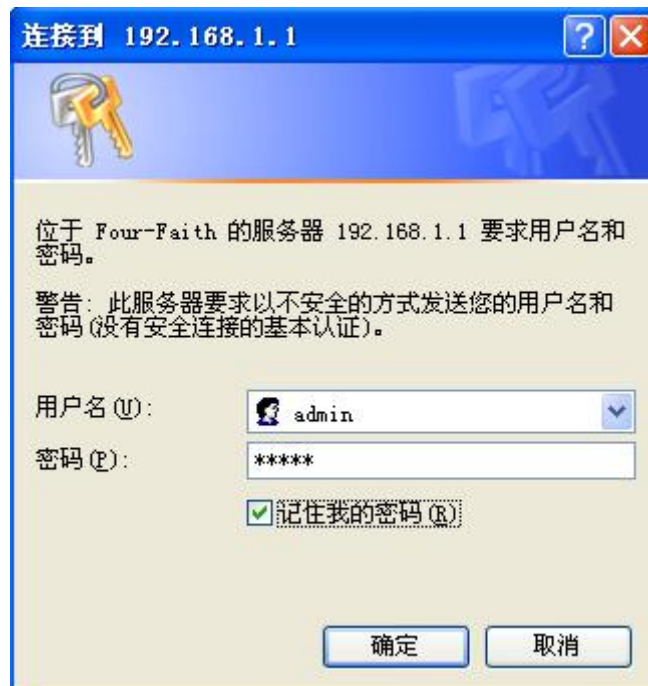 连接到 192.168.1.1
位于 Four-Faith 的服务器 192.168.1.1 要求用户名和
密码。
警告: 此服务器要求以不安全的方式发送您的用户名和
密码(没有安全连接的基本认证)。
用户名(U):
admin
密码(P):
*****
记住我的密码(R)
确定
取消